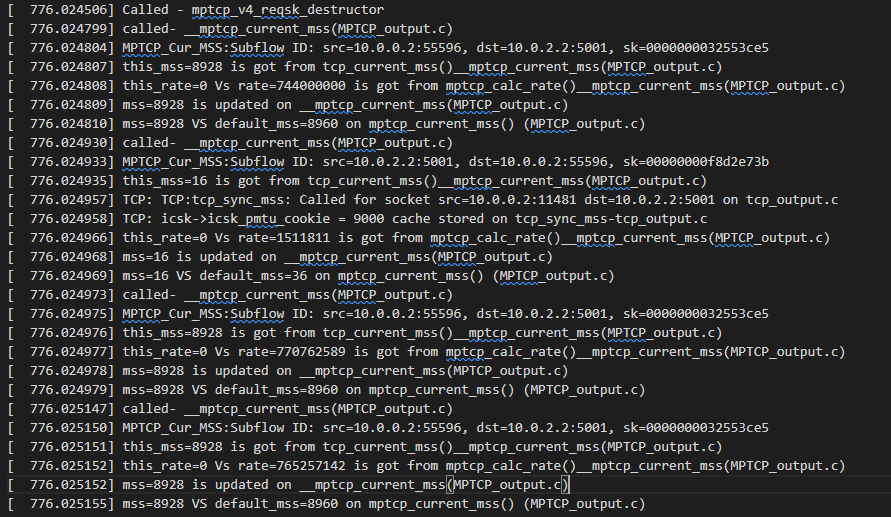 [  776.024506] Called - mptcp_v4_reqsk_destructor
[  776.024799] called- __mptcp_current_mss(MPTCP_output.c)
[  776.024804] MPTCP_Cur_MSS:Subflow ID: src=10.0.0.2:55596, dst=10.0.2.2:5001, sk=0000000032553ce5
[  776.024807] this_mss=8928 is got from tcp_current_mss()__mptcp_current_mss(MPTCP_output.c)
[  776.024808] this_rate=0 Vs rate=744000000 is got from mptcp_calc_rate()__mptcp_current_mss(MPTCP_output.c)
[  776.024809] mss=8928 is updated on __mptcp_current_mss(MPTCP_output.c)
[  776.024810] mss=8928 VS default_mss=8960 on mptcp_current_mss() (MPTCP_output.c)
[  776.024930] called- __mptcp_current_mss(MPTCP_output.c)
[  776.024933] MPTCP_Cur_MSS:Subflow ID: src=10.0.2.2:5001, dst=10.0.0.2:55596, sk=00000000f8d2e73b
[  776.024935] this_mss=16 is got from tcp_current_mss()__mptcp_current_mss(MPTCP_output.c)
[  776.024957] TCP: TCP:tcp_sync_mss: Called for socket src=10.0.0.2:11481 dst=10.0.2.2:5001 on tcp_output.c
[  776.024958] TCP: icsk->icsk_pmtu_cookie = 9000 cache stored on tcp_sync_mss-tcp_output.c
[  776.024966] this_rate=0 Vs rate=1511811 is got from mptcp_calc_rate()__mptcp_current_mss(MPTCP_output.c)
[  776.024968] mss=16 is updated on __mptcp_current_mss(MPTCP_output.c)
[  776.024969] mss=16 VS default_mss=36 on mptcp_current_mss() (MPTCP_output.c)
[  776.024973] called- __mptcp_current_mss(MPTCP_output.c)
[  776.024975] MPTCP_Cur_MSS:Subflow ID: src=10.0.0.2:55596, dst=10.0.2.2:5001, sk=0000000032553ce5
[  776.024976] this_mss=8928 is got from tcp_current_mss()__mptcp_current_mss(MPTCP_output.c)
[  776.024977] this_rate=0 Vs rate=770762589 is got from mptcp_calc_rate()__mptcp_current_mss(MPTCP_output.c)
[  776.024978] mss=8928 is updated on __mptcp_current_mss(MPTCP_output.c)
[  776.024979] mss=8928 VS default_mss=8960 on mptcp_current_mss() (MPTCP_output.c)
[  776.025147] called- __mptcp_current_mss(MPTCP_output.c)
[  776.025150] MPTCP_Cur_MSS:Subflow ID: src=10.0.0.2:55596, dst=10.0.2.2:5001, sk=0000000032553ce5
[  776.025151] this_mss=8928 is got from tcp_current_mss()__mptcp_current_mss(MPTCP_output.c)
[  776.025152] this_rate=0 Vs rate=765257142 is got from mptcp_calc_rate()__mptcp_current_mss(MPTCP_output.c)
[  776.025152] mss=8928 is updated on __mptcp_current_mss(MPTCP_output.c)
[  776.025155] mss=8928 VS default_mss=8960 on mptcp_current_mss() (MPTCP_output.c)